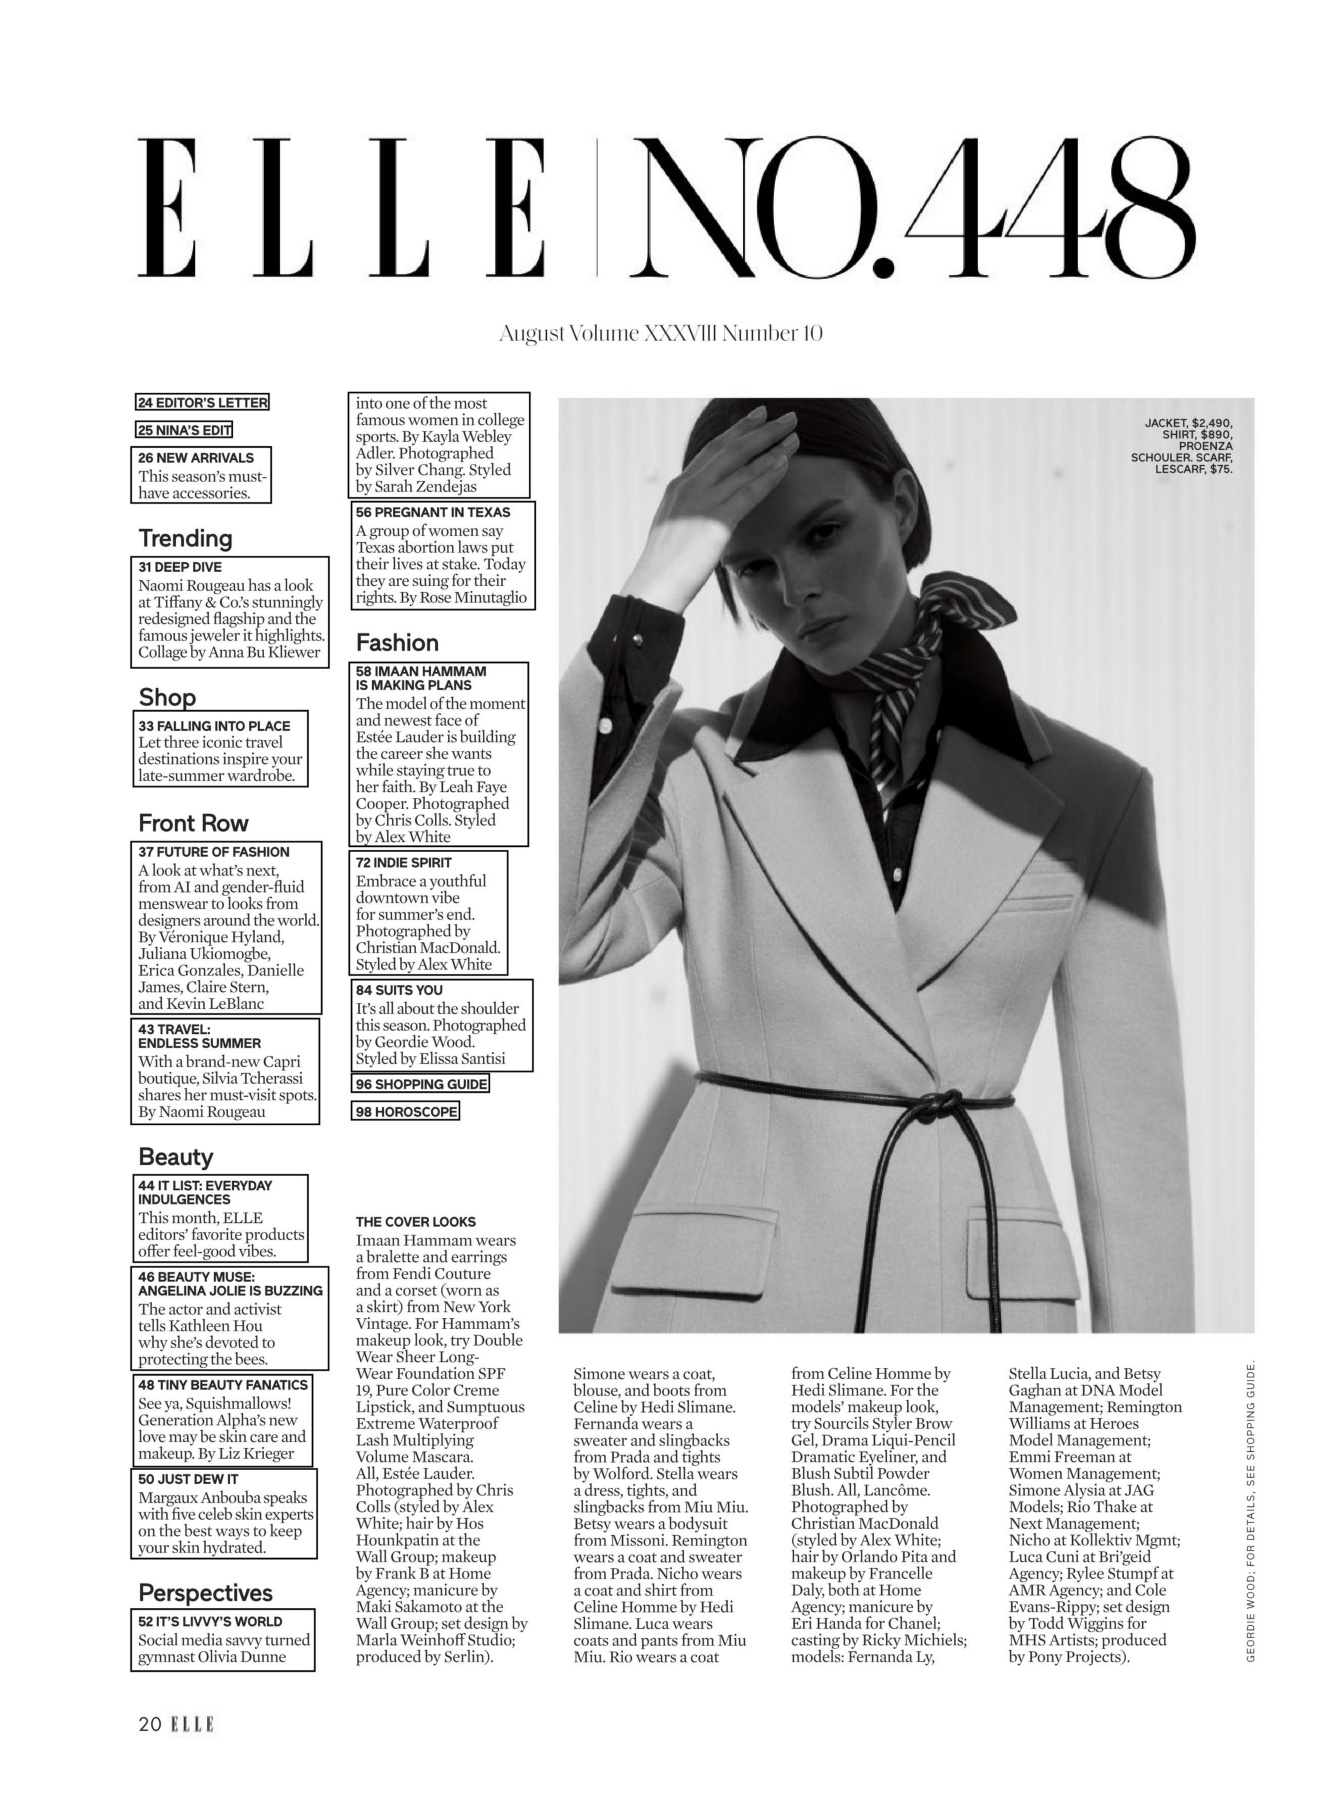 ELLE | NO.448
August Volume XXXVIII Number 10
24 EDITOR'S LETTER
25 NINA'S EDIT
26 NEW ARRIVALS
This season's must-
have accessories.
Trending
31 DEEP DIVE
Naomi Rougeau has a look
at Tiffany & Co.'s stunningly
redesigned flagship and the
famous jeweler it highlights.
Collage by Anna Bu Kliewer
Shop
33 FALLING INTO PLACE
Let three iconic travel
destinations inspire your
late-summer wardrobe.
Front Row
37 FUTURE OF FASHION
A look at what's next,
from AI and gender-fluid
menswear to looks from
designers around the world.
By Véronique Hyland,
Juliana Ukiomogbe,
Erica Gonzales, Danielle
James, Claire Stern,
and Kevin LeBlanc
43 TRAVEL:
ENDLESS SUMMER
With a brand-new Capri
boutique, Silvia Tcherassi
shares her must-visit spots.
By Naomi Rougeau
Beauty
44 IT LIST: EVERYDAY
INDULGENCES
This month, ELLE
editors' favorite products
offer feel-good vibes.
46 BEAUTY MUSE:
ANGELINA JOLIE IS BUZZING
The actor and activist
tells Kathleen Hou
why she's devoted to
protecting the bees.
48 TINY BEAUTY FANATICS
See ya, Squishmallows!
Generation Alpha's new
love may be skin care and
makeup. By Liz Krieger
50 JUST DEW IT
Margaux Anbouba speaks
with five celeb skin experts
on the best ways to keep
your skin hydrated.
Perspectives
52 IT'S LIVVY'S WORLD
Social media savvy turned
gymnast Olivia Dunne
into one of the most
famous women in college
sports. By Kayla Webley
Adler. Photographed
by Silver Chang. Styled
by Sarah Zendejas
56 PREGNANT IN TEXAS
A group of women say
Texas abortion laws put
their lives at stake. Today
they are suing for their
rights. By Rose Minutaglio
Fashion
58 IMAAN HAMMAM
IS MAKING PLANS
The model of the moment
and newest face of
Estée Lauder is building
the career she wants
while staying true to
her faith. By Leah Faye
Cooper. Photographed
by Chris Colls. Styled
by Alex White
72 INDIE SPIRIT
Embrace a youthful
downtown vibe
for summer's end.
Photographed by
Christian MacDonald.
Styled by Alex White
84 SUITS YOU
It's all about the shoulder
this season. Photographed
by Geordie Wood.
Styled by Elissa Santisi
96 SHOPPING GUIDE
98 HOROSCOPE
THE COVER LOOKS
Imaan Hammam wears
a bralette and earrings
from Fendi Couture
and a corset (worn as
a skirt) from New York
Vintage. For Hammam's
makeup look, try Double
Wear Sheer Long-
Wear Foundation SPF
19, Pure Color Creme
Lipstick, and Sumptuous
Extreme Waterproof
Lash Multiplying
Volume Mascara.
All, Estée Lauder.
Photographed by Chris
Colls (styled by Alex
White; hair by Hos
Hounkpatin at the
Wall Group; makeup
by Frank B at Home
Agency; manicure by
Maki Sakamoto at the
Wall Group; set design by
Marla Weinhoff Studio;
produced by Serlin).
Simone wears a coat,
blouse, and boots from
Celine by Hedi Slimane.
Fernanda wears a
sweater and slingbacks
from Prada and tights
by Wolford. Stella wears
a dress, tights, and
slingbacks from Miu Miu.
Betsy wears a bodysuit
from Missoni. Remington
wears a coat and sweater
from Prada. Nicho wears
a coat and shirt from
Celine Homme by Hedi
Slimane. Luca wears
coats and pants from Miu
Miu. Rio wears a coat
from Celine Homme by
Hedi Slimane. For the
models' makeup look,
try Sourcils Styler Brow
Gel, Drama Liqui-Pencil
Dramatic Eyeliner, and
Blush Subtil Powder
Blush. All, Lancôme.
Photographed by
Christian MacDonald
(styled by Alex White;
hair by Orlando Pita and
makeup by Francelle
Daly, both at Home
Agency; manicure by
Eri Handa for Chanel;
casting by Ricky Michiels;
models: Fernanda Ly,
Stella Lucia, and Betsy
Gaghan at DNA Model
Management; Remington
Williams at Heroes
Model Management;
Emmi Freeman at
Women Management;
Simone Alysia at JAG
Models; Rio Thake at
Next Management;
Nicho at Kollektiv Mgmt;
Luca Cuni at Bri'geid
Agency; Rylee Stumpf at
AMR Agency; and Cole
Evans-Rippy; set design
by Todd Wiggins for
MHS Artists; produced
by Pony Projects).
JACKET, $2,490,
SHIRT, $890,
PROENZA
SCHOULER. SCARF,
LESCARF, $75.
GEORDIE WOOD; FOR DETAILS, SEE SHOPPING GUIDE.
20 ELLE